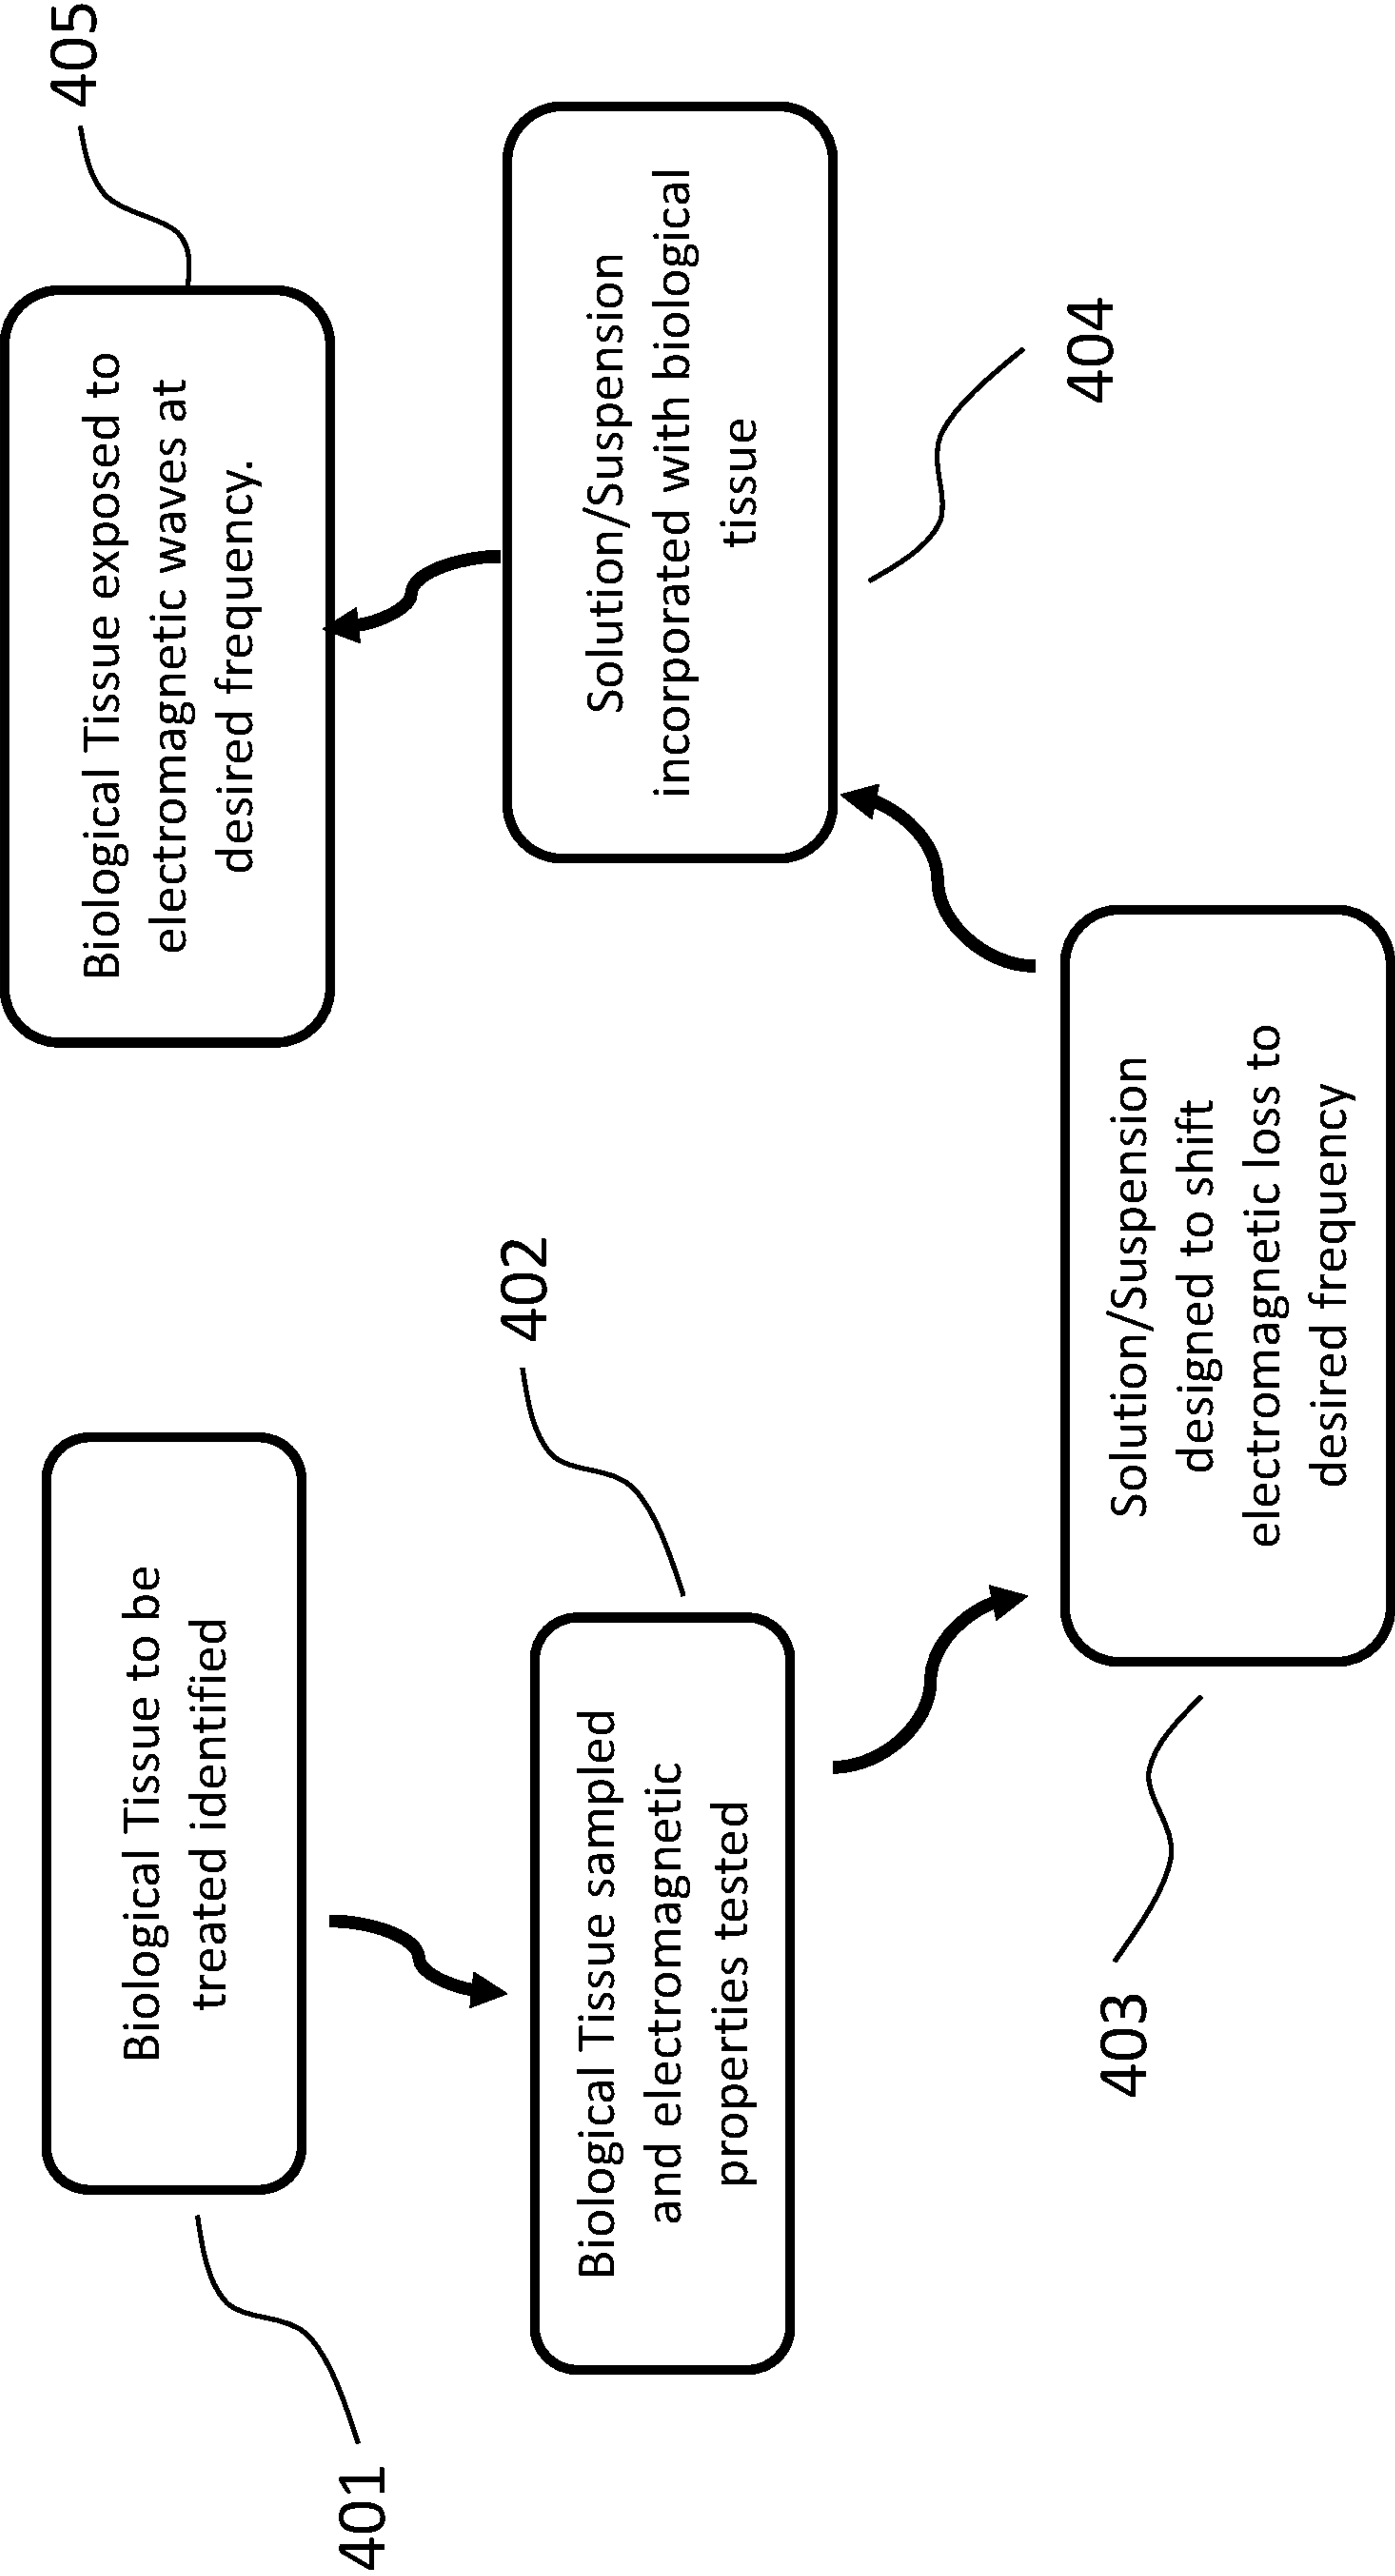 401
Biological Tissue to be
treated identified
402
Biological Tissue sampled
and electromagnetic
properties tested
403
Solution/Suspension
designed to shift
electromagnetic loss to
desired frequency
404
Solution/Suspension
incorporated with biological
tissue
405
Biological Tissue exposed to
electromagnetic waves at
desired frequency.